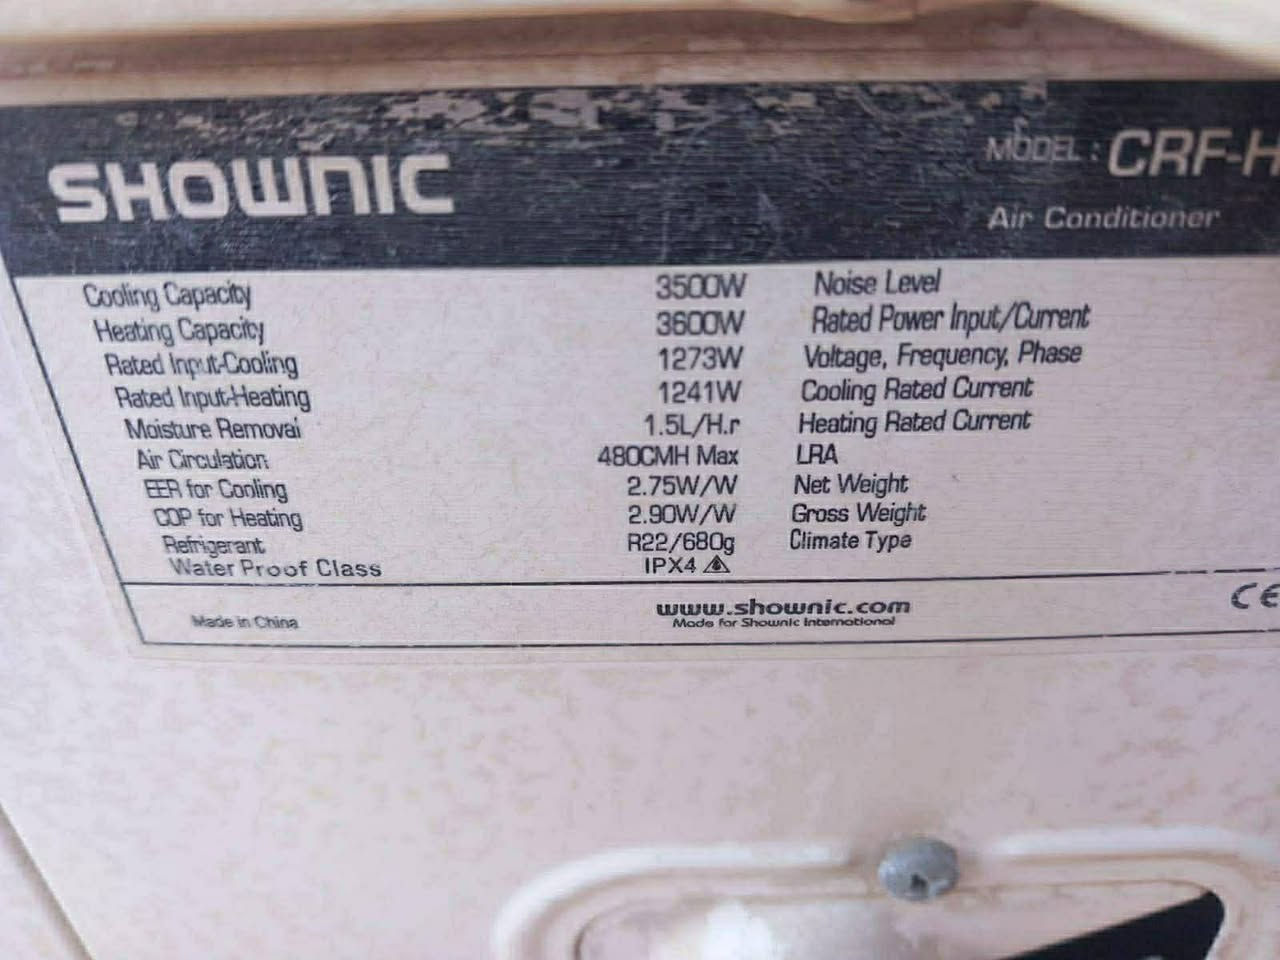 SHOWNIC
MODEL : CRF-H
Air Conditioner
Cooling Capacity 3500W Noise Level
Heating Capacity 3600W Rated Power Input/Current
Rated Input-Cooling 1273W Voltage, Frequency, Phase
Rated Input-Heating 1241W Cooling Rated Current
Moisture Removal 1.5L/H.r Heating Rated Current
Air Circulation 480CMH Max LRA
EER for Cooling 2.75W/W Net Weight
COP for Heating 2.90W/W Gross Weight
Refrigerant R22/680g Climate Type
Water Proof Class IPX4
CE
www.shownic.com
Made in China Made for Shownic International